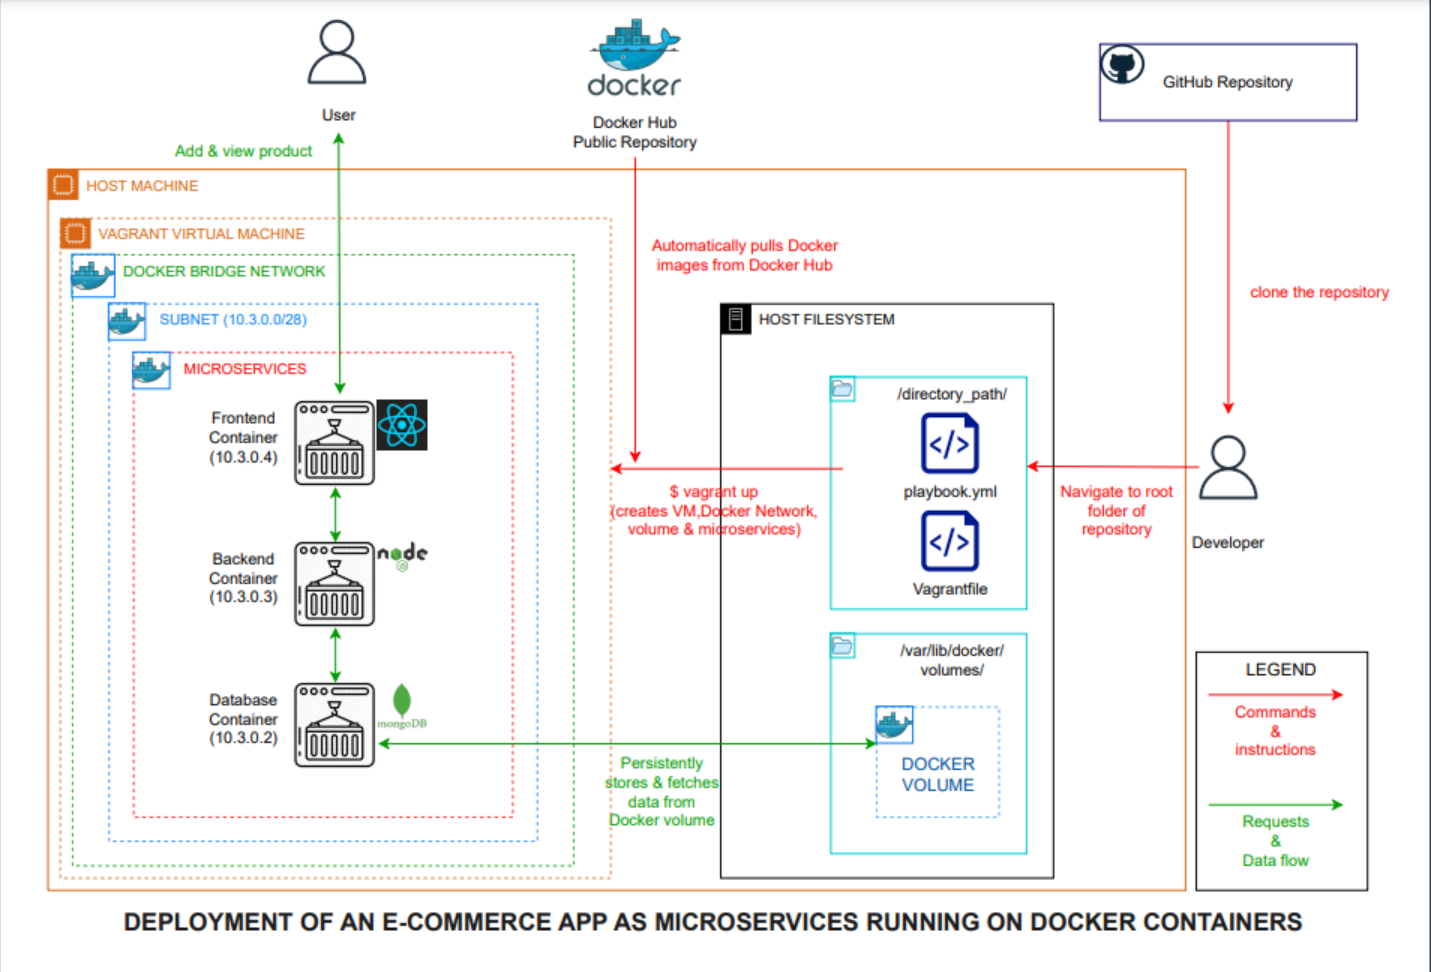 docker
User
Docker Hub
Public Repository
GitHub Repository
Add & view product
HOST MACHINE
VAGRANT VIRTUAL MACHINE
DOCKER BRIDGE NETWORK
SUBNET (10.3.0.0/28)
MICROSERVICES
Frontend
Container
(10.3.0.4)
Backend
Container
(10.3.0.3)
node
JS
Database
Container
(10.3.0.2)
mongoDB
Automatically pulls Docker
images from Docker Hub
$ vagrant up
(creates VM,Docker Network,
volume & microservices)
Persistently
stores & fetches
data from
Docker volume
HOST FILESYSTEM
/directory_path/
</>
playbook.yml
</>
Vagrantfile
/var/lib/docker/
volumes/
DOCKER
VOLUME
clone the repository
Navigate to root
folder of
repository
Developer
LEGEND
Commands
&
instructions
Requests
&
Data flow
DEPLOYMENT OF AN E-COMMERCE APP AS MICROSERVICES RUNNING ON DOCKER CONTAINERS